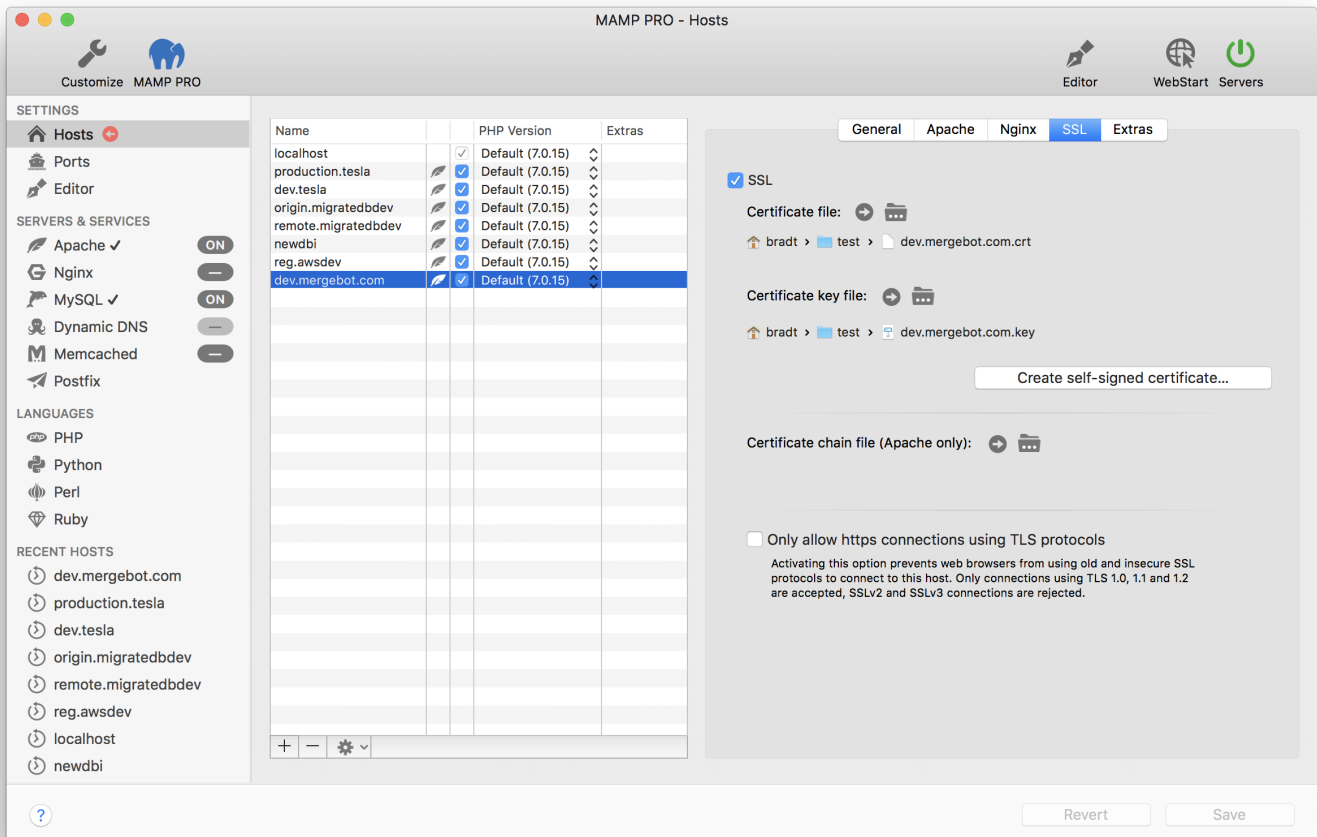 MAMP PRO - Hosts
Customize
MAMP PRO
Editor
WebStart
Servers
SETTINGS
Hosts
Ports
Editor
SERVERS & SERVICES
Apache ✓
ON
Nginx
MySQL ✓
ON
Dynamic DNS
Memcached
Postfix
LANGUAGES
php PHP
Python
Perl
Ruby
RECENT HOSTS
dev.mergebot.com
production.tesla
dev.tesla
origin.migratedbdev
remote.migratedbdev
reg.awsdev
localhost
newdbi
Name PHP Version Extras
localhost Default (7.0.15)
production.tesla Default (7.0.15)
dev.tesla Default (7.0.15)
origin.migratedbdev Default (7.0.15)
remote.migratedbdev Default (7.0.15)
newdbi Default (7.0.15)
reg.awsdev Default (7.0.15)
dev.mergebot.com Default (7.0.15)
General Apache Nginx SSL Extras
SSL
Certificate file:
bradt › test › dev.mergebot.com.crt
Certificate key file:
bradt › test › dev.mergebot.com.key
Create self-signed certificate...
Certificate chain file (Apache only):
Only allow https connections using TLS protocols
Activating this option prevents web browsers from using old and insecure SSL
protocols to connect to this host. Only connections using TLS 1.0, 1.1 and 1.2
are accepted, SSLv2 and SSLv3 connections are rejected.
?
Revert
Save